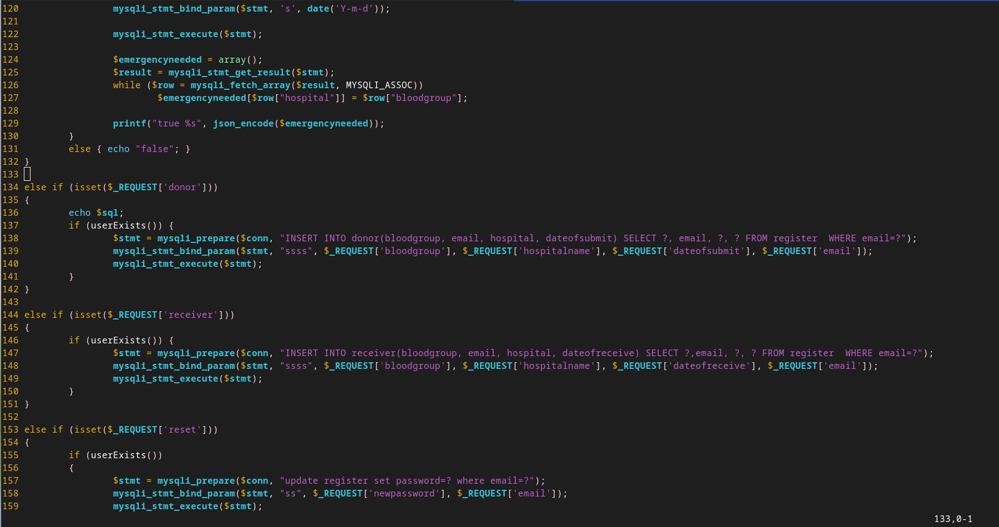 120                 mysqli_stmt_bind_param($stmt, 's', date('Y-m-d'));
121
122                 mysqli_stmt_execute($stmt);
123
124                 $emergencyneeded = array();
125                 $result = mysqli_stmt_get_result($stmt);
126                 while ($row = mysqli_fetch_array($result, MYSQLI_ASSOC))
127                         $emergencyneeded[$row["hospital"]] = $row["bloodgroup"];
128
129                 printf("true %s", json_encode($emergencyneeded));
130         }
131         else { echo "false"; }
132 }
133
134 else if (isset($_REQUEST['donor']))
135 {
136         echo $sql;
137         if (userExists()) {
138                 $stmt = mysqli_prepare($conn, "INSERT INTO donor(bloodgroup, email, hospital, dateofsubmit) SELECT ?, email, ?, ? FROM register  WHERE email=?");
139                 mysqli_stmt_bind_param($stmt, "ssss", $_REQUEST['bloodgroup'], $_REQUEST['hospitalname'], $_REQUEST['dateofsubmit'], $_REQUEST['email']);
140                 mysqli_stmt_execute($stmt);
141         }
142 }
143
144 else if (isset($_REQUEST['receiver']))
145 {
146         if (userExists()) {
147                 $stmt = mysqli_prepare($conn, "INSERT INTO receiver(bloodgroup, email, hospital, dateofreceive) SELECT ?,email, ?, ? FROM register  WHERE email=?");
148                 mysqli_stmt_bind_param($stmt, "ssss", $_REQUEST['bloodgroup'], $_REQUEST['hospitalname'], $_REQUEST['dateofreceive'], $_REQUEST['email']);
149                 mysqli_stmt_execute($stmt);
150         }
151 }
152
153 else if (isset($_REQUEST['reset']))
154 {
155         if (userExists())
156         {
157                 $stmt = mysqli_prepare($conn, "update register set password=? where email=?");
158                 mysqli_stmt_bind_param($stmt, "ss", $_REQUEST['newpassword'], $_REQUEST['email']);
159                 mysqli_stmt_execute($stmt);
133,0-1